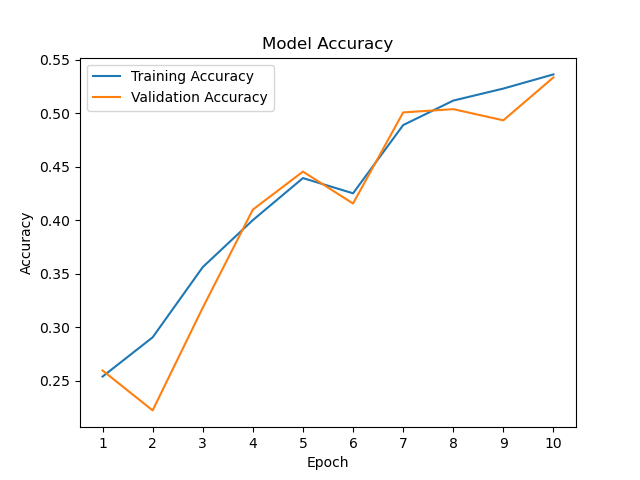 Model Accuracy
Training Accuracy
Validation Accuracy
Accuracy
0.55
0.50
0.45
0.40
0.35
0.30
0.25
1 2 3 4 5 6 7 8 9 10
Epoch